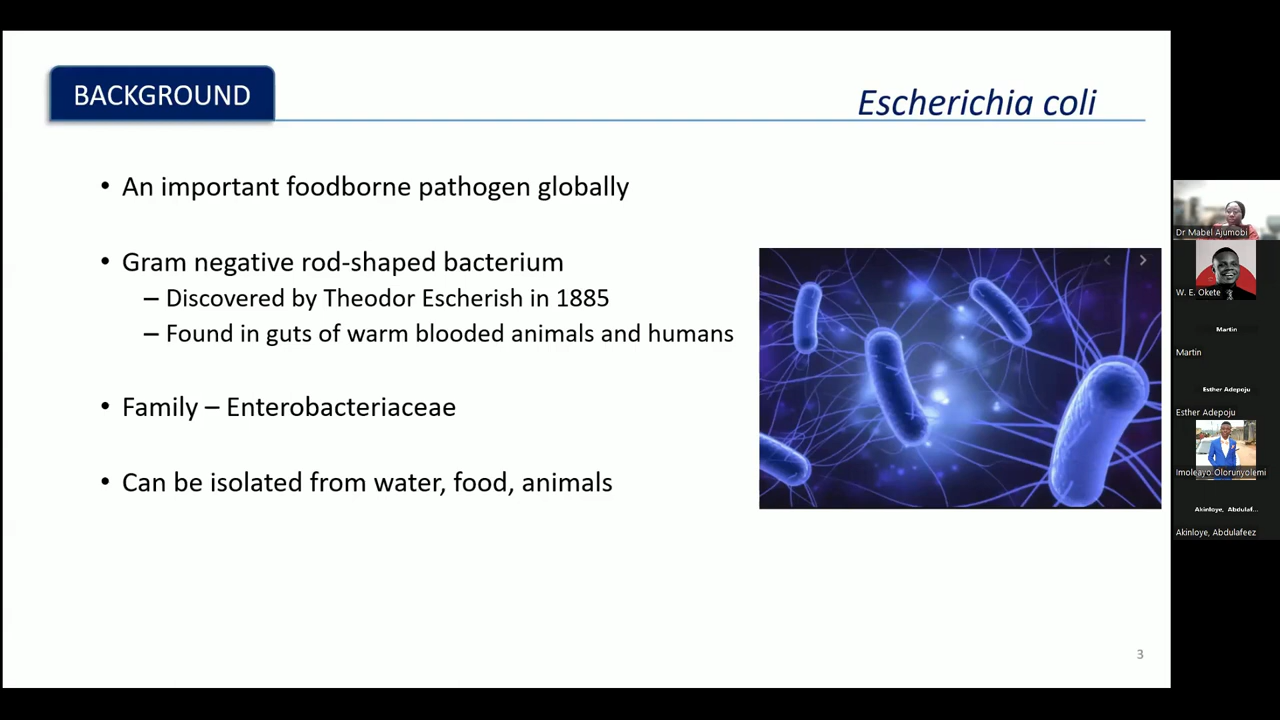 BACKGROUND
Escherichia coli
• An important foodborne pathogen globally
• Gram negative rod-shaped bacterium
– Discovered by Theodor Escherish in 1885
– Found in guts of warm blooded animals and humans
• Family – Enterobacteriaceae
• Can be isolated from water, food, animals
3
Dr Mabel Ajumobi
W. E. Okete
Martin
Martin
Esther Adepoju
Esther Adepoju
Imoleayo Olorunyolemi
Akinloye, Abdulaf...
Akinloye, Abdulafeez